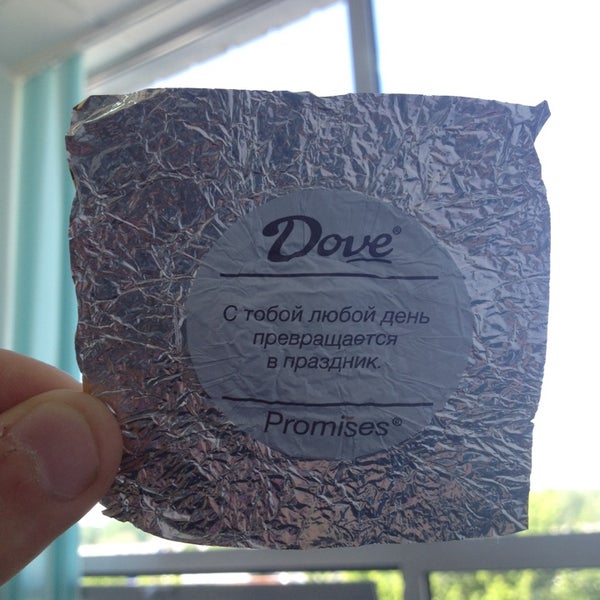 Dove®
С тобой любой день
превращается
в праздник.
Promises®